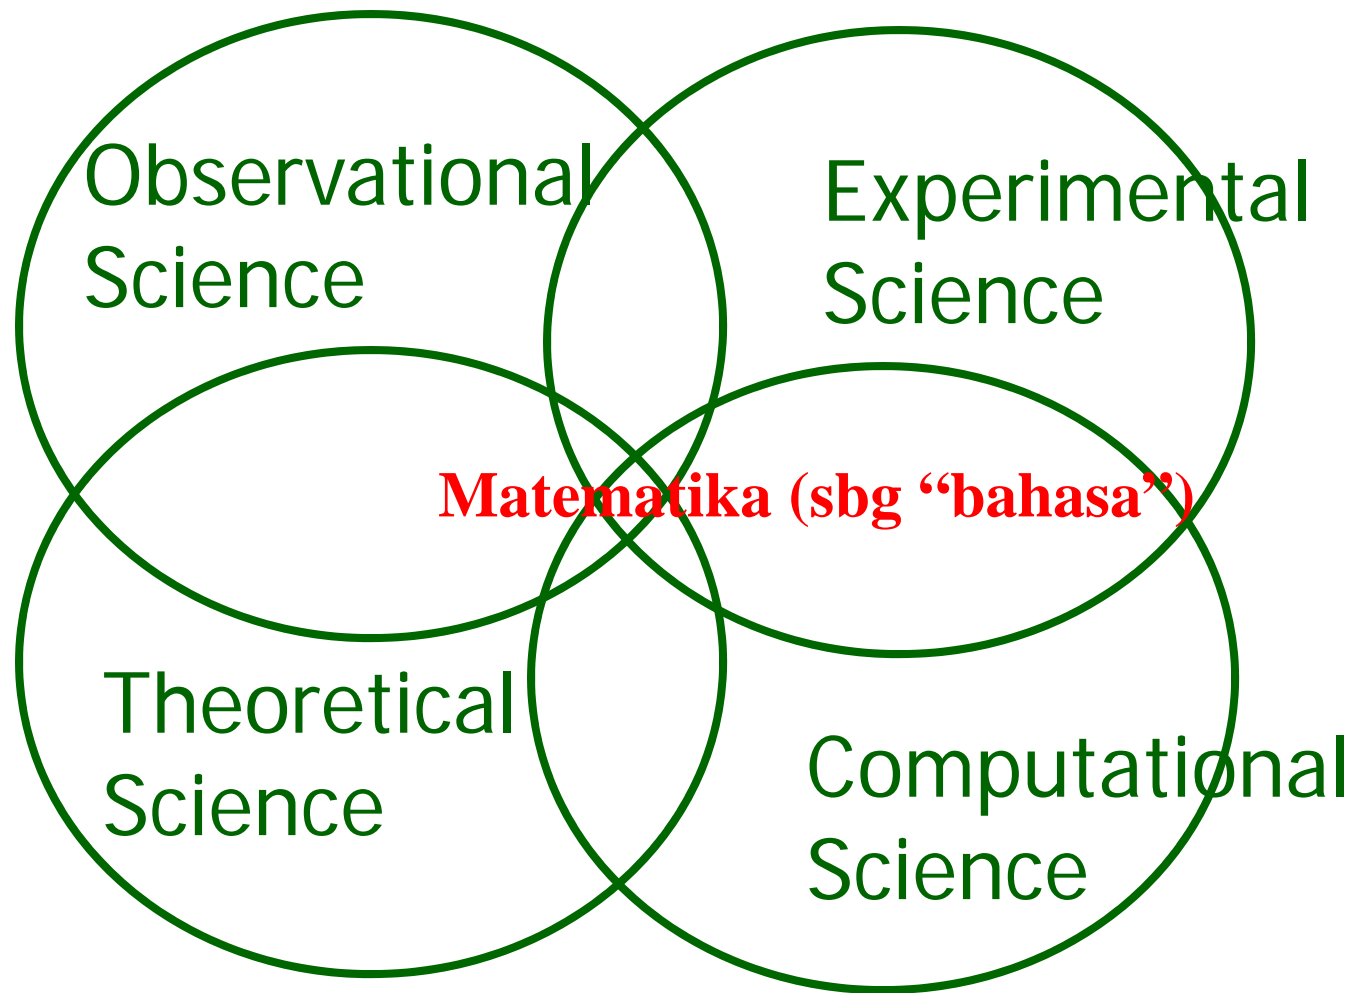 Observational
Science
Experimental
Science
Matematika (sbg “bahasa”)
Theoretical
Science
Computational
Science